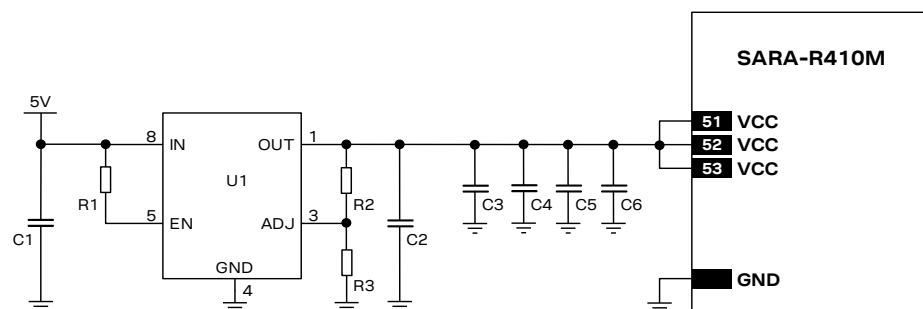 SARA-R410M
5V
51 VCC
8 IN
OUT 1
52 VCC
53 VCC
U1
R1
R2
C3
C4
C5
C6
5 EN
ADJ 3
C1
C2
GND
R3
4
GND